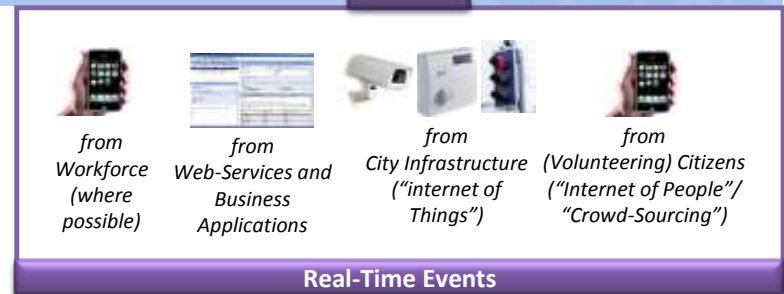 from
Workforce
(where
possible)
from
Web-Services and
Business
Applications
from
City Infrastructure
(“internet of
Things”)
from
(Volunteering) Citizens
(“Internet of People”/
“Crowd-Sourcing”)
Real-Time Events